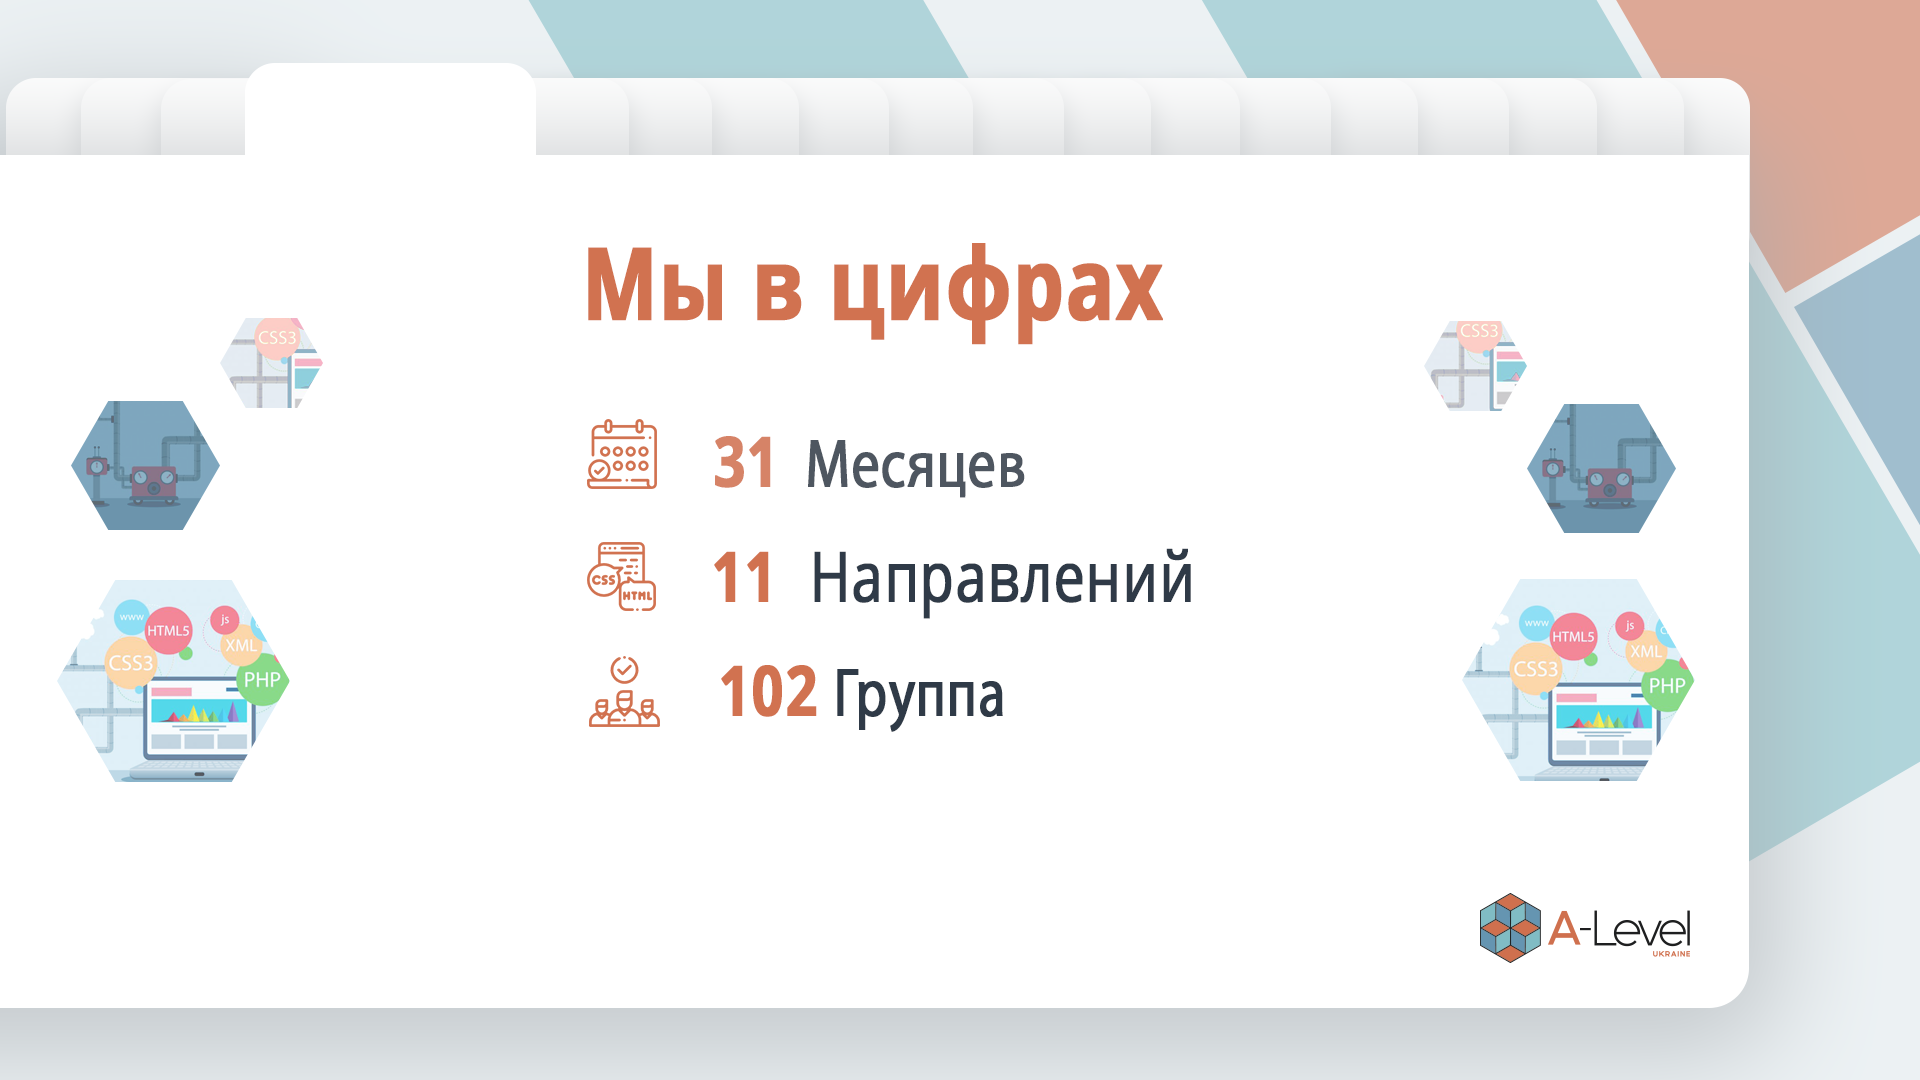 Мы в цифрах
31 Месяцев
11 Направлений
102 Группа
CSS
HTML
CSS3
www
HTML5
js
XML
CSS3
PHP
CSS3
www
HTML5
js
XML
CSS3
PHP
A-Level
UKRAINE